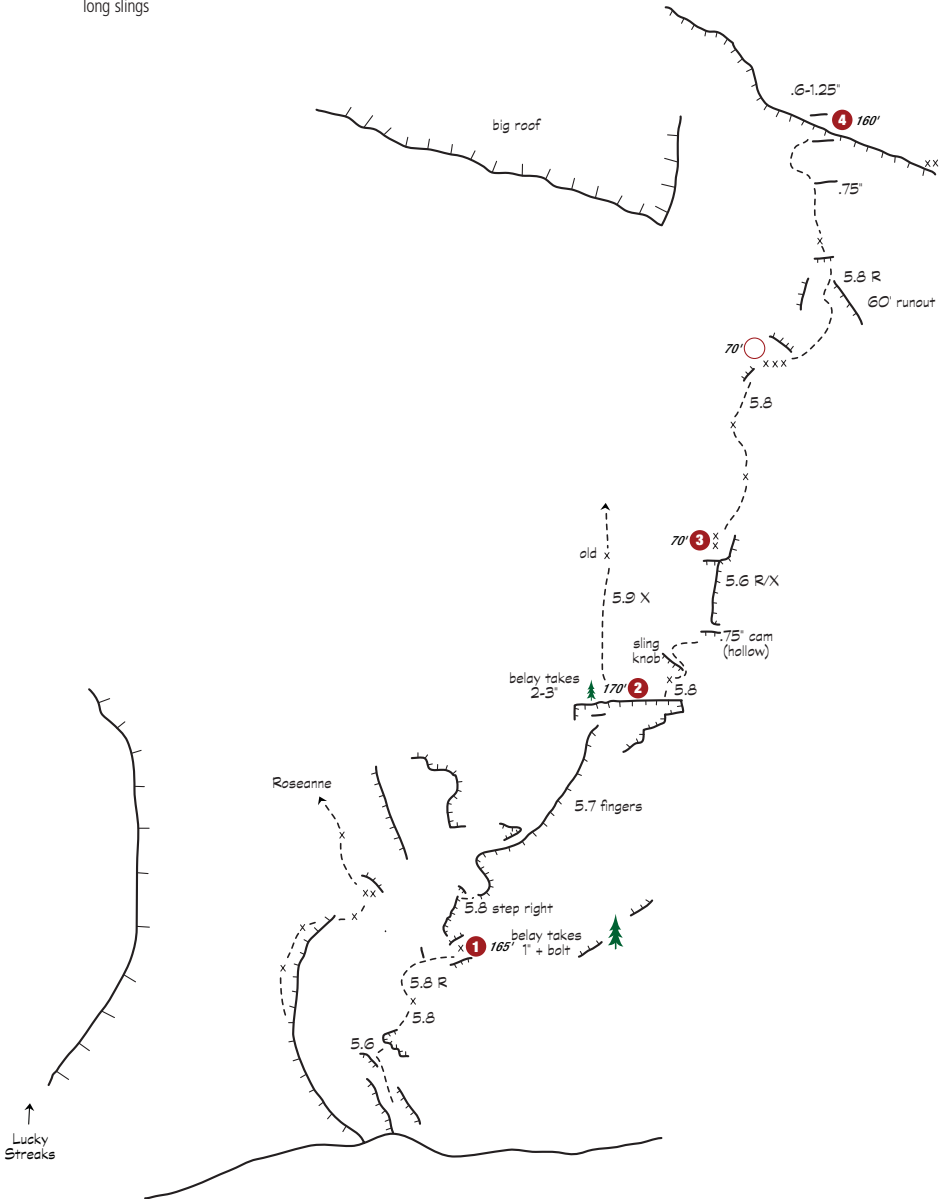 long slings
.6-1.25"
4 160'
big roof
xx
.75"
x
5.8 R
60' runout
70'
xxx
5.8
x
x
70' 3 x
x
old x
5.6 R/X
5.9 X
.75" cam
(hollow)
sling
knob
belay takes
2-3"
170' 2
x
5.8
Roseanne
5.7 fingers
x
xx
5.8 step right
x
x
belay takes
1" + bolt
x 1 165'
x
5.8 R
x
5.8
5.6
Lucky
Streaks